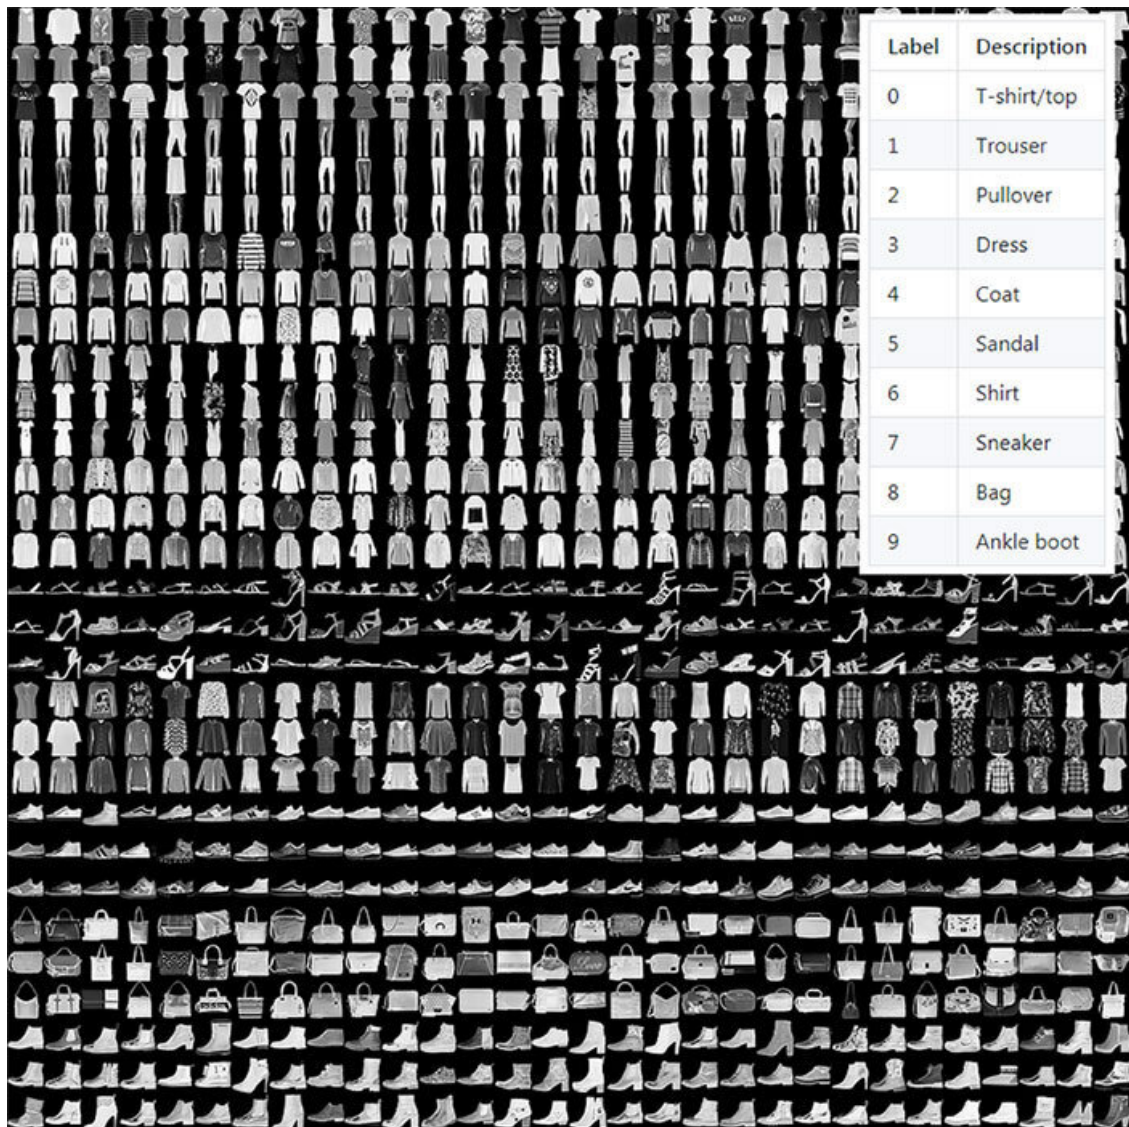 Label Description
0 T-shirt/top
1 Trouser
2 Pullover
3 Dress
4 Coat
5 Sandal
6 Shirt
7 Sneaker
8 Bag
9 Ankle boot